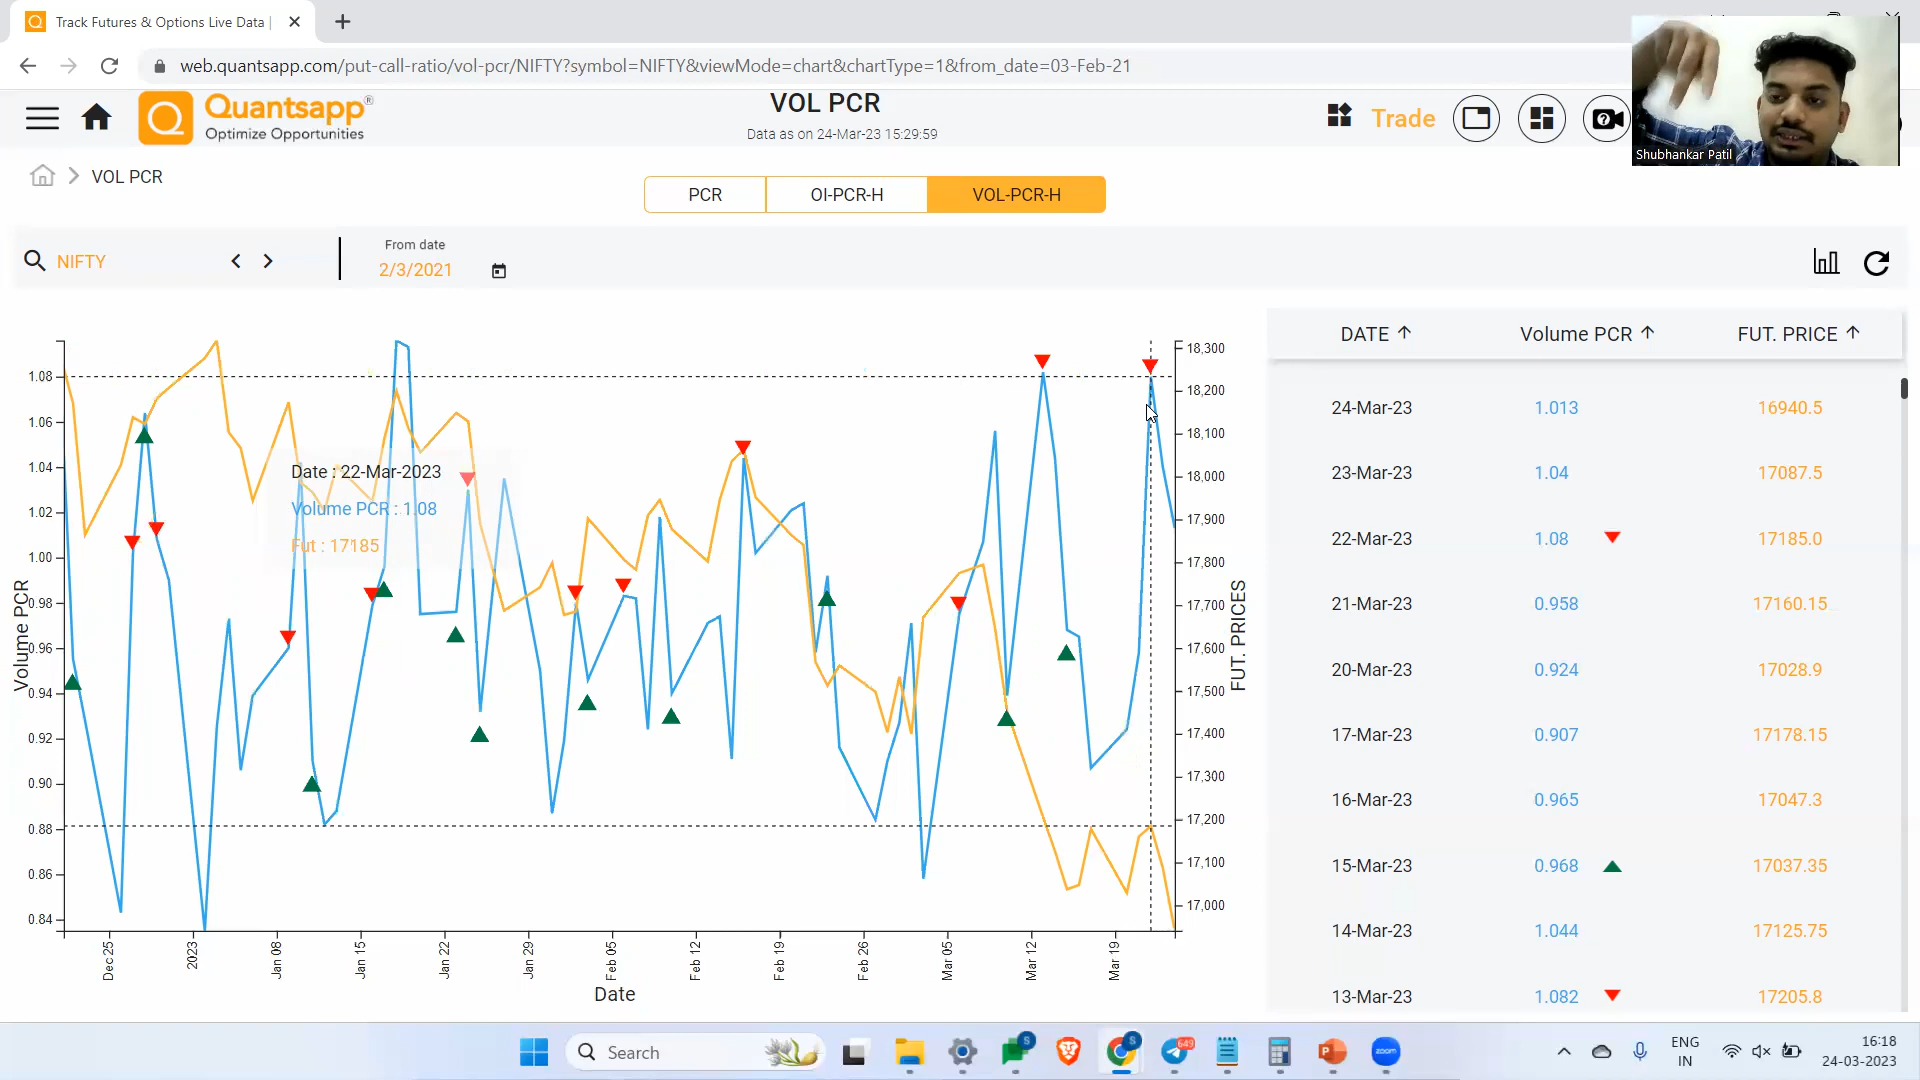 Track Futures & Options Live Data |
web.quantsapp.com/put-call-ratio/vol-pcr/NIFTY?symbol=NIFTY&viewMode=chart&chartType=1&from_date=03-Feb-21
Quantsapp®
Optimize Opportunities
VOL PCR
Data as on 24-Mar-23 15:29:59
Trade
Shubhankar Patil
VOL PCR
PCR
OI-PCR-H
VOL-PCR-H
NIFTY
From date
2/3/2021
1.08
1.06
1.04
1.02
1.00
0.98
0.96
0.94
0.92
0.90
0.88
0.86
0.84
Volume PCR
Date : 22-Mar-2023
Volume PCR : 1.08
Fut : 17185
18,300
18,200
18,100
18,000
17,900
17,800
17,700
17,600
17,500
17,400
17,300
17,200
17,100
17,000
FUT. PRICES
Dec 25
2023
Jan 08
Jan 15
Jan 22
Jan 29
Feb 05
Feb 12
Feb 19
Feb 26
Mar 05
Mar 12
Mar 19
Date
DATE Volume PCR FUT. PRICE
24-Mar-23 1.013 16940.5
23-Mar-23 1.04 17087.5
22-Mar-23 1.08 17185.0
21-Mar-23 0.958 17160.15
20-Mar-23 0.924 17028.9
17-Mar-23 0.907 17178.15
16-Mar-23 0.965 17047.3
15-Mar-23 0.968 17037.35
14-Mar-23 1.044 17125.75
13-Mar-23 1.082 17205.8
Search
S
S
649
zoom
ENG
IN
16:18
24-03-2023